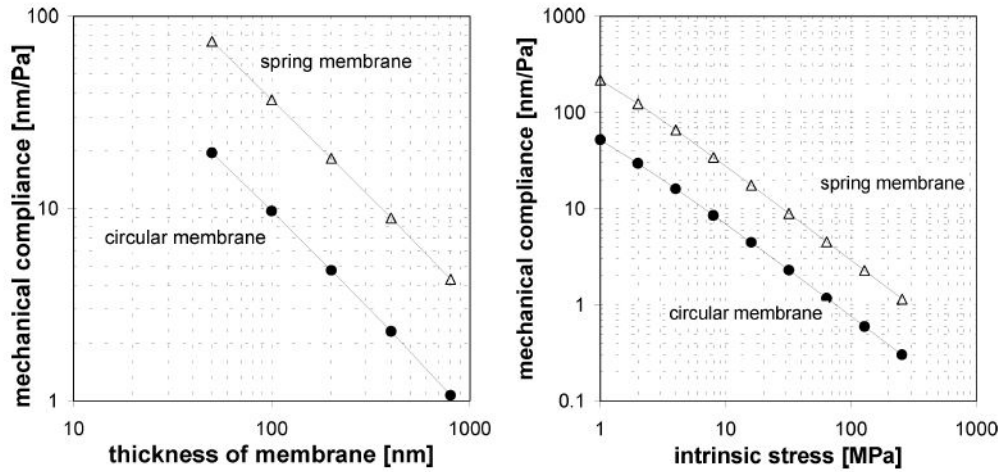 mechanical compliance [nm/Pa]
100
10
1
spring membrane
circular membrane
10
100
1000
thickness of membrane [nm]
mechanical compliance [nm/Pa]
1000
100
10
1
0.1
spring membrane
circular membrane
1
10
100
1000
intrinsic stress [MPa]